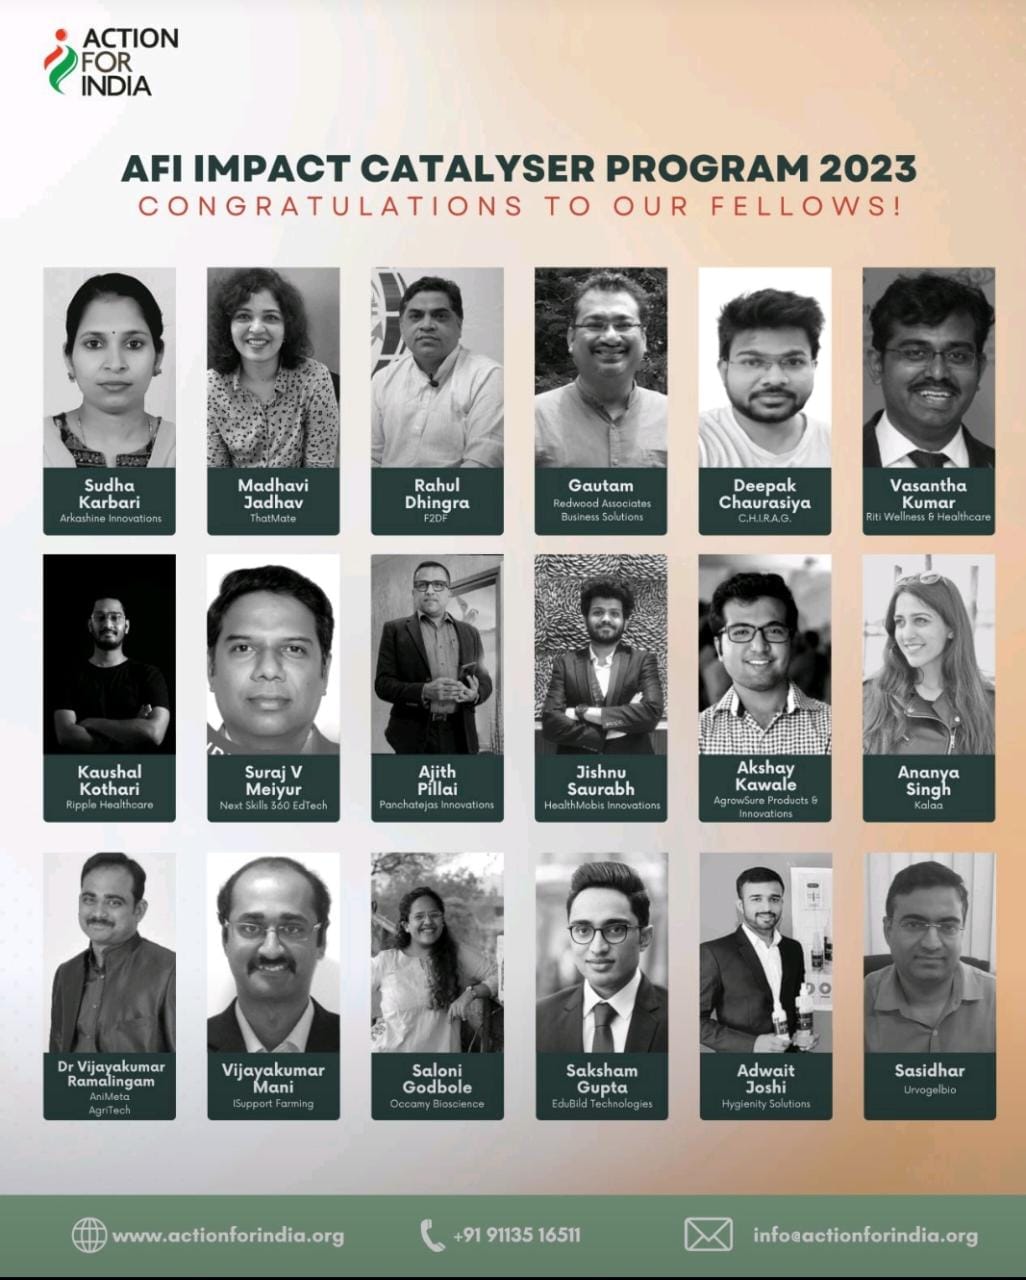 ACTION
FOR
INDIA
AFI IMPACT CATALYSER PROGRAM 2023
CONGRATULATIONS TO OUR FELLOWS!
Sudha
Karbari
Arkashine Innovations
Madhavi
Jadhav
ThatMate
Rahul
Dhingra
F2DF
Gautam
Redwood Associates
Business Solutions
Deepak
Chaurasiya
C.H.I.R.A.G.
Vasantha
Kumar
Riti Wellness & Healthcare
Kaushal
Kothari
Ripple Healthcare
Suraj V
Meiyur
Next Skills 360 EdTech
Ajith
Pillai
Panchatejas Innovations
Jishnu
Saurabh
HealthMobis Innovations
Akshay
Kawale
AgrowSure Products &
Innovations
Ananya
Singh
Kalaa
Dr Vijayakumar
Ramalingam
AniMeta
AgriTech
Vijayakumar
Mani
ISupport Farming
Saloni
Godbole
Occamy Bioscience
Saksham
Gupta
EduBild Technologies
Adwait
Joshi
Hygienity Solutions
Sasidhar
Urvogelbio
www.actionforindia.org
+91 91135 16511
info@actionforindia.org